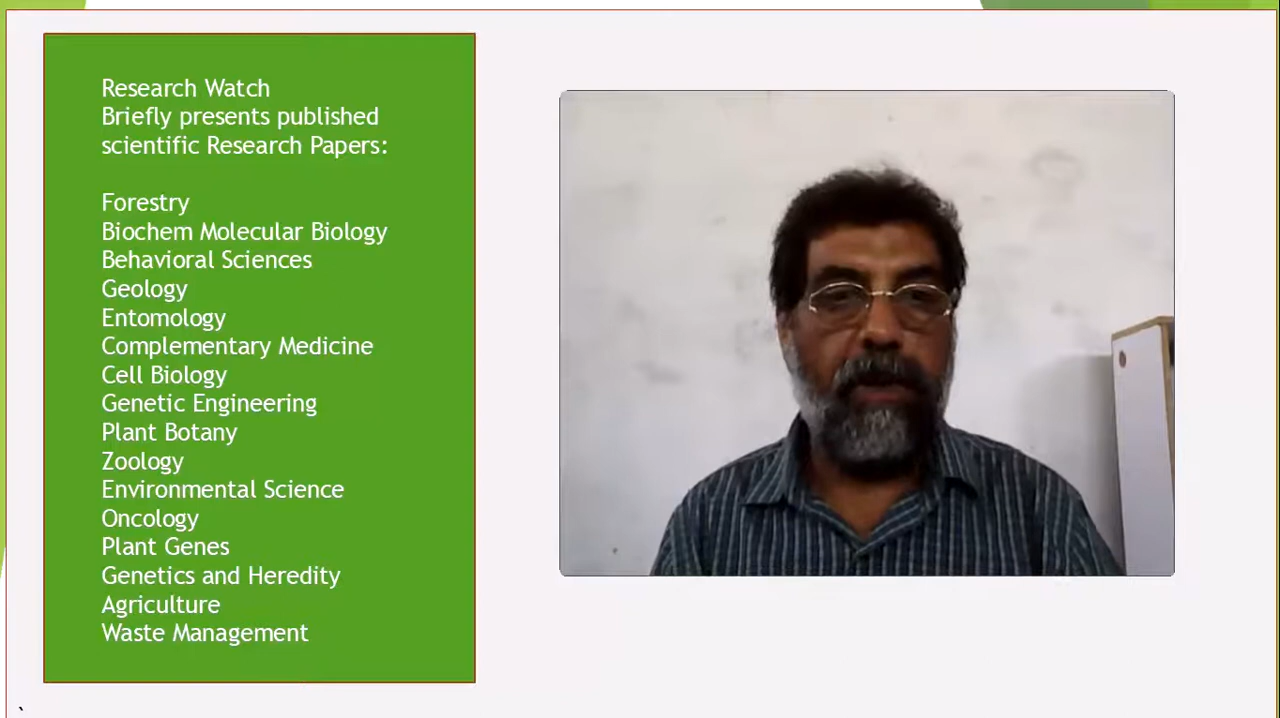 Research Watch
Briefly presents published
scientific Research Papers:
Forestry
Biochem Molecular Biology
Behavioral Sciences
Geology
Entomology
Complementary Medicine
Cell Biology
Genetic Engineering
Plant Botany
Zoology
Environmental Science
Oncology
Plant Genes
Genetics and Heredity
Agriculture
Waste Management
`